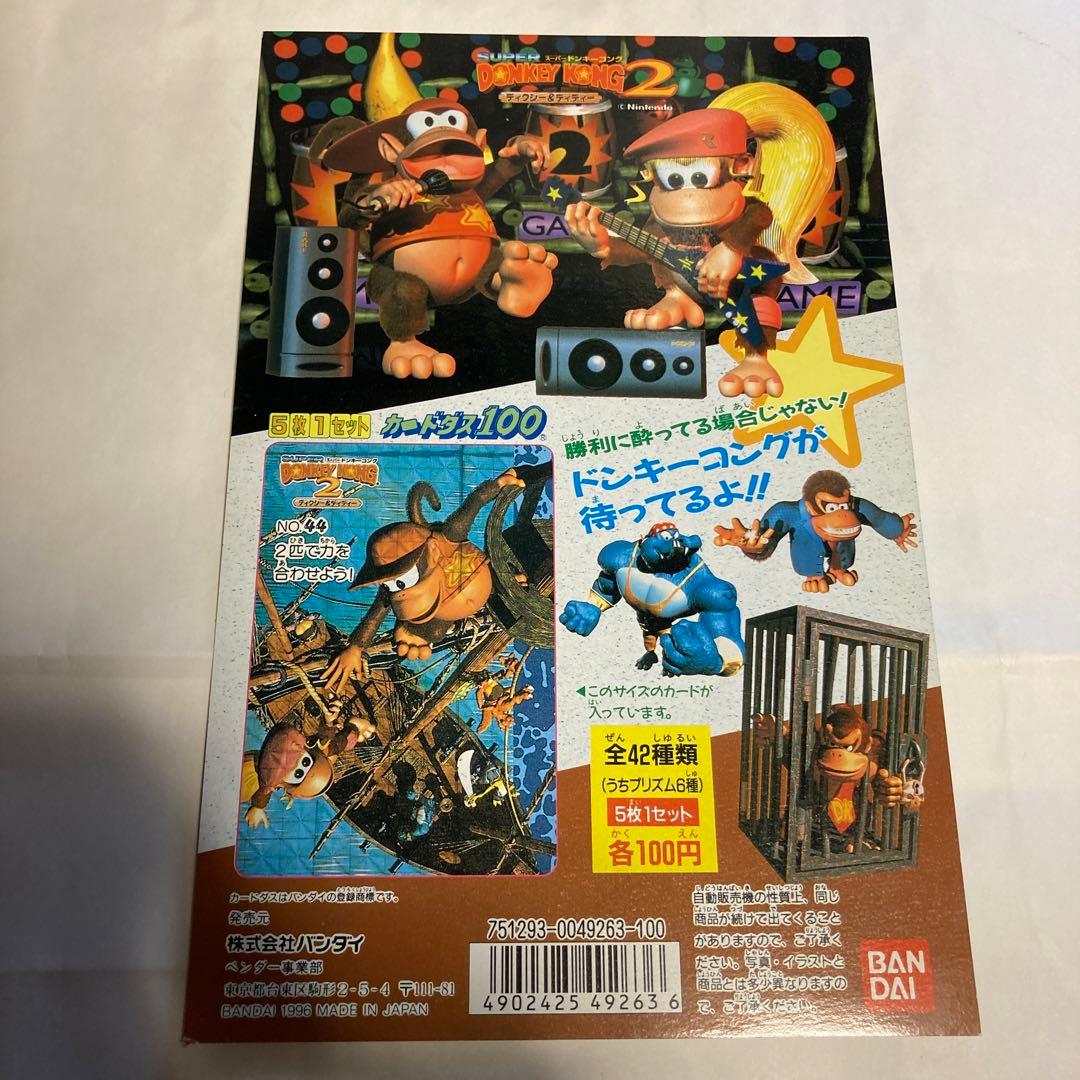 SUPER スーパードンキーコング
DONKEY KONG 2
ディクシー&ディディー
© Nintendo
2
GA
GAME
5枚1セット カードダス100®
勝利に酔ってる場合じゃない!
ドンキーコングが
待ってるよ!!
SUPER スーパードンキーコング
DONKEY KONG
2
ディクシー&ディディー
NO.44
2匹で力を
合わせよう!
◀このサイズのカードが
入っています。
全42種類
(うちプリズム6種)
5枚1セット
各100円
DK
カードダスはバンダイの登録商標です。
発売元
株式会社バンダイ
ベンダー事業部
東京都台東区駒形2-5-4 〒111-81
BANDAI 1996 MADE IN JAPAN
751293-0049263-100
4902425492636
自動販売機の性質上、同じ
商品が続けて出てくること
がありますので、ご了承く
ださい。写真・イラストと
商品とは多少異なりますの
で、ご了承ください。
BAN
DAI